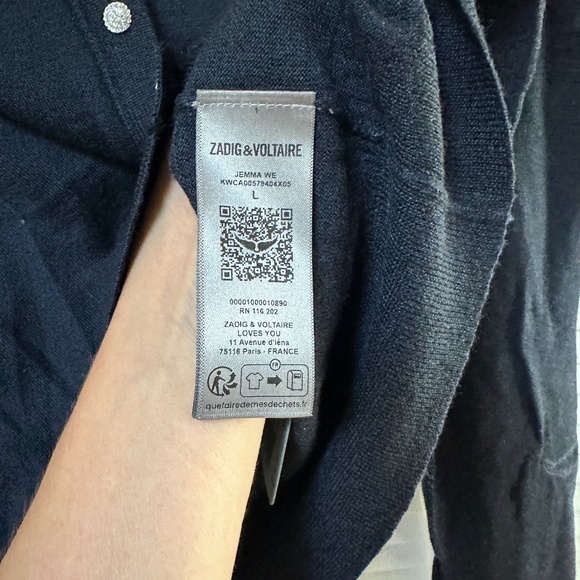 ZADIG&VOLTAIRE
JEMMA WE
KWCA00579404X05
L
00001000010890
RN 116 202
ZADIG & VOLTAIRE
LOVES YOU
11 Avenue d'Iéna
75116 Paris - FRANCE
FR
quefairedemesdechets.fr